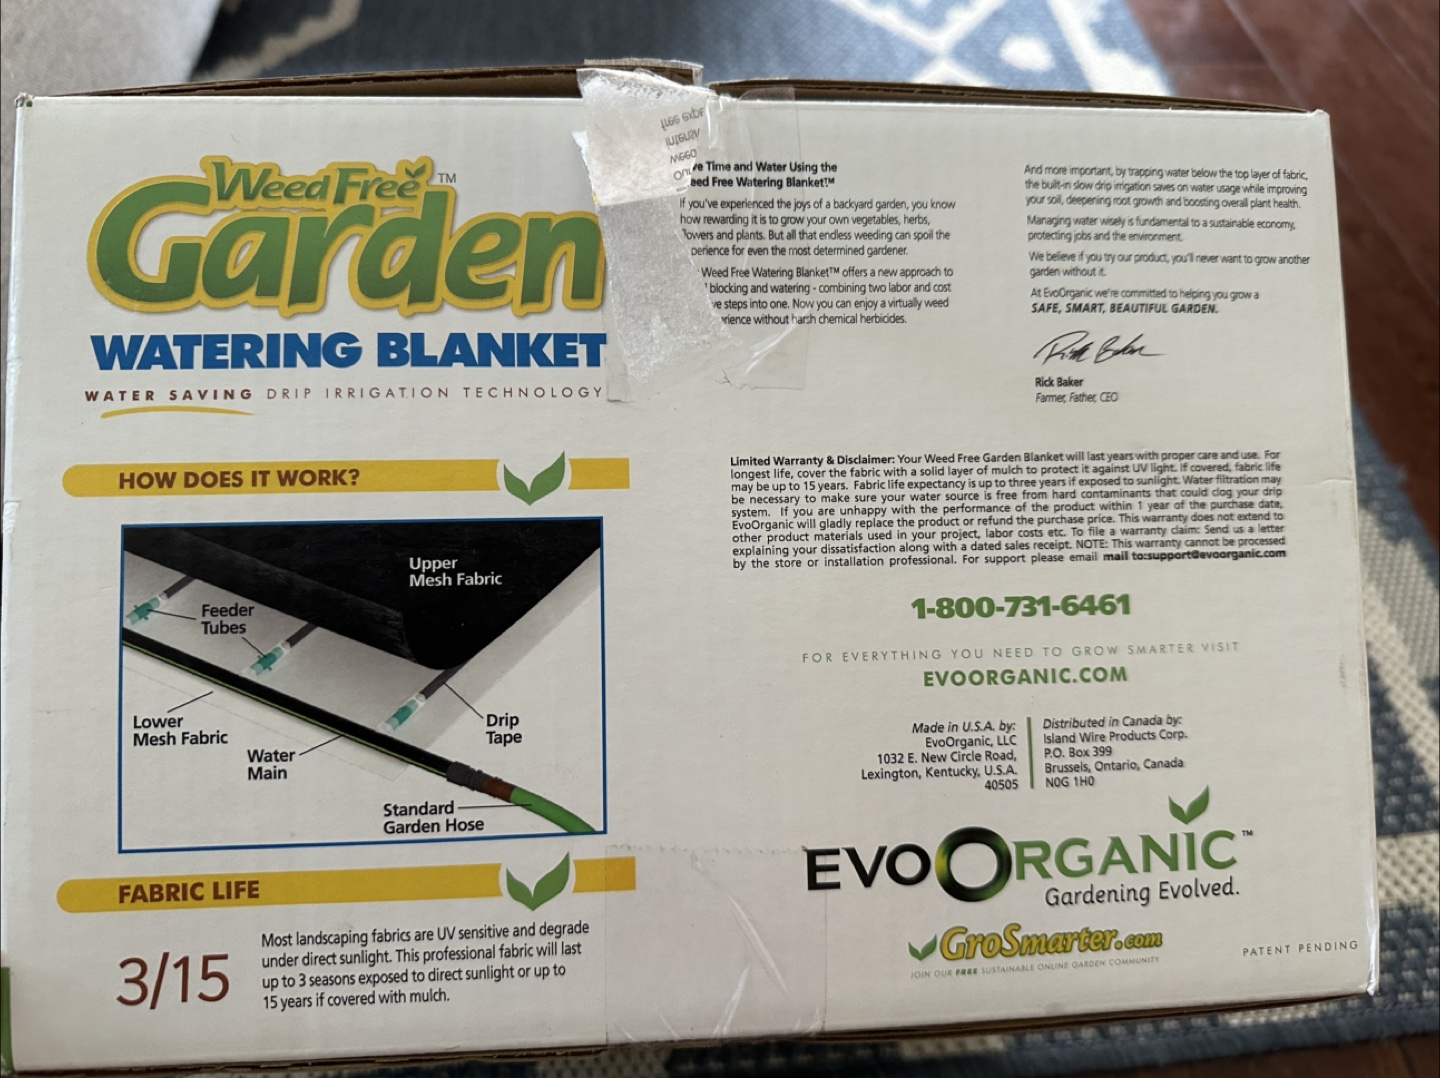 WeedFree™
Garden
WATERING BLANKET
WATER SAVING DRIP IRRIGATION TECHNOLOGY
HOW DOES IT WORK?
Upper
Mesh Fabric
Feeder
Tubes
Lower
Mesh Fabric
Water
Main
Drip
Tape
Standard
Garden Hose
FABRIC LIFE
3/15
Most landscaping fabrics are UV sensitive and degrade
under direct sunlight. This professional fabric will last
up to 3 seasons exposed to direct sunlight or up to
15 years if covered with mulch.
Time and Water Using the
Free Watering Blanket™
If you've experienced the joys of a backyard garden, you know
how rewarding it is to grow your own vegetables, herbs,
flowers and plants. But all that endless weeding can spoil the
perience for even the most determined gardener.
Weed Free Watering Blanket™ offers a new approach to
blocking and watering - combining two labor and cost
ve steps into one. Now you can enjoy a virtually weed
rience without harsh chemical herbicides.
And more important, by trapping water below the top layer of fabric,
the built-in slow drip irrigation saves on water usage while improving
your soil, deepening root growth and boosting overall plant health.
Managing water wisely is fundamental to a sustainable economy,
protecting jobs and the environment.
We believe if you try our product, you'll never want to grow another
garden without it.
At EvoOrganic we're committed to helping you grow a
SAFE, SMART, BEAUTIFUL GARDEN.
Rick Baker
Rick Baker
Farmer, Father, CEO
Limited Warranty & Disclaimer: Your Weed Free Garden Blanket will last years with proper care and use. For
longest life, cover the fabric with a solid layer of mulch to protect it against UV light. If covered, fabric life
may be up to 15 years. Fabric life expectancy is up to three years if exposed to sunlight. Water filtration may
be necessary to make sure your water source is free from hard contaminants that could clog your drip
system. If you are unhappy with the performance of the product within 1 year of the purchase date,
EvoOrganic will gladly replace the product or refund the purchase price. This warranty does not extend to
other product materials used in your project, labor costs etc. To file a warranty claim: Send us a letter
explaining your dissatisfaction along with a dated sales receipt. NOTE: This warranty cannot be processed
by the store or installation professional. For support please email mail to:support@evoorganic.com
1-800-731-6461
FOR EVERYTHING YOU NEED TO GROW SMARTER VISIT
EVOORGANIC.COM
Made in U.S.A. by:
EvoOrganic, LLC
1032 E. New Circle Road,
Lexington, Kentucky, U.S.A.
40505
Distributed in Canada by:
Island Wire Products Corp.
P.O. Box 399
Brussels, Ontario, Canada
N0G 1H0
EVOORGANIC™
Gardening Evolved.
GroSmarter.com
JOIN OUR FREE SUSTAINABLE ONLINE GARDEN COMMUNITY
PATENT PENDING